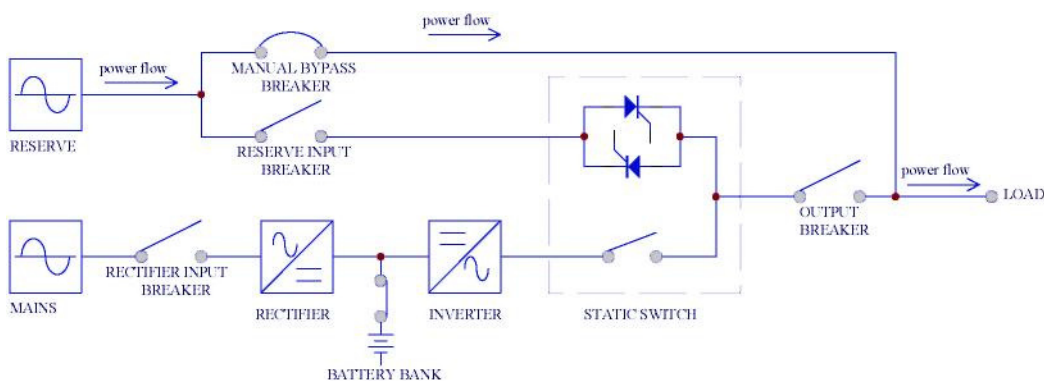 power flow
power flow
MANUAL BYPASS
BREAKER
RESERVE
RESERVE INPUT
BREAKER
power flow
LOAD
OUTPUT
BREAKER
RECTIFIER INPUT
BREAKER
MAINS
RECTIFIER
INVERTER
STATIC SWITCH
BATTERY BANK